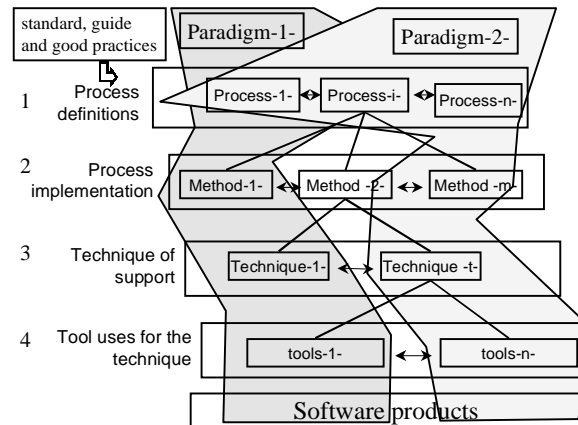 standard, guide
and good practices
Paradigm-1-
Paradigm-2-
1
Process
definitions
Process-1-
Process-i-
Process-n-
2
Process
implementation
Method-1-
Method -2-
Method -m-
3
Technique of
support
Technique-1-
Technique -t-
4
Tool uses for the
technique
tools-1-
tools-n-
Software products